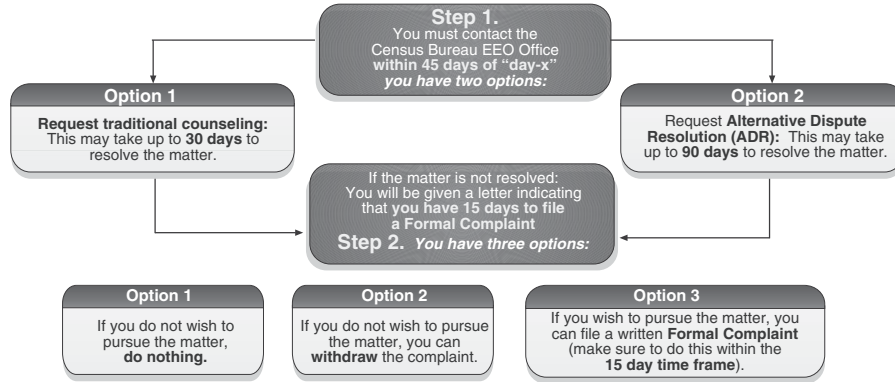 Step 1.
You must contact the
Census Bureau EEO Office
within 45 days of “day-x”
you have two options:
Option 1
Request traditional counseling:
This may take up to 30 days to
resolve the matter.
Option 2
Request Alternative Dispute
Resolution (ADR): This may take
up to 90 days to resolve the matter.
If the matter is not resolved:
You will be given a letter indicating
that you have 15 days to file
a Formal Complaint
Step 2. You have three options:
Option 1
If you do not wish to
pursue the matter,
do nothing.
Option 2
If you do not wish to pursue
the matter, you can
withdraw the complaint.
Option 3
If you wish to pursue the matter, you
can file a written Formal Complaint
(make sure to do this within the
15 day time frame).